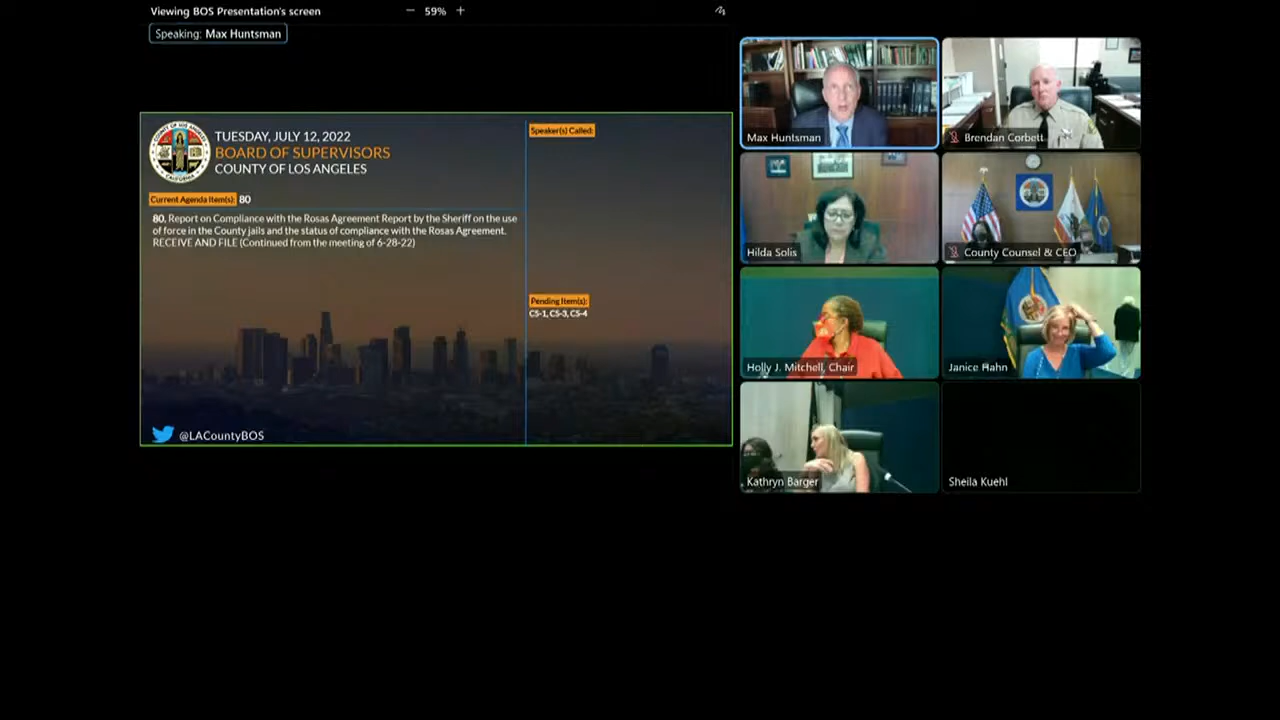 Viewing BOS Presentation's screen
59%
Speaking: Max Huntsman
TUESDAY, JULY 12, 2022
BOARD OF SUPERVISORS
COUNTY OF LOS ANGELES
Current Agenda Item(s): 80
80. Report on Compliance with the Rosas Agreement Report by the Sheriff on the use
of force in the County jails and the status of compliance with the Rosas Agreement.
RECEIVE AND FILE (Continued from the meeting of 6-28-22)
Speaker(s) Called:
Pending Item(s):
CS-1, CS-3, CS-4
@LACountyBOS
Max Huntsman
Brendan Corbett
Hilda Solis
County Counsel & CEO
Holly J. Mitchell, Chair
Janice Hahn
Kathryn Barger
Sheila Kuehl